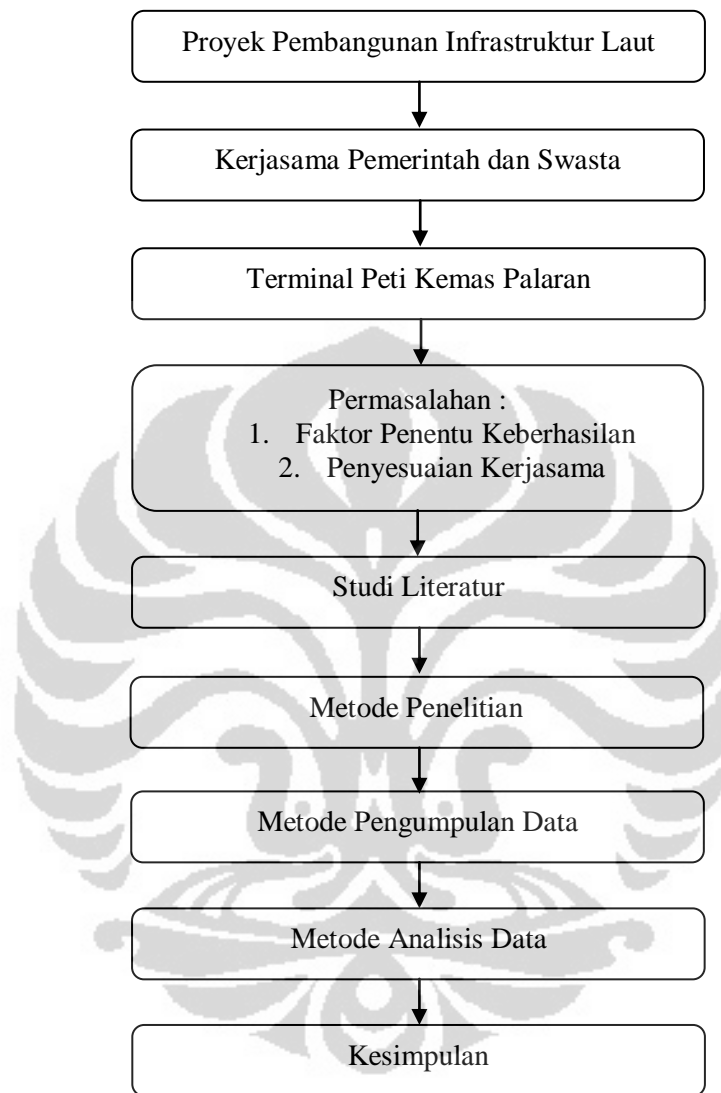 Proyek Pembangunan Infrastruktur Laut
Kerjasama Pemerintah dan Swasta
Terminal Peti Kemas Palaran
Permasalahan :
1. Faktor Penentu Keberhasilan
2. Penyesuaian Kerjasama
Studi Literatur
Metode Penelitian
Metode Pengumpulan Data
Metode Analisis Data
Kesimpulan